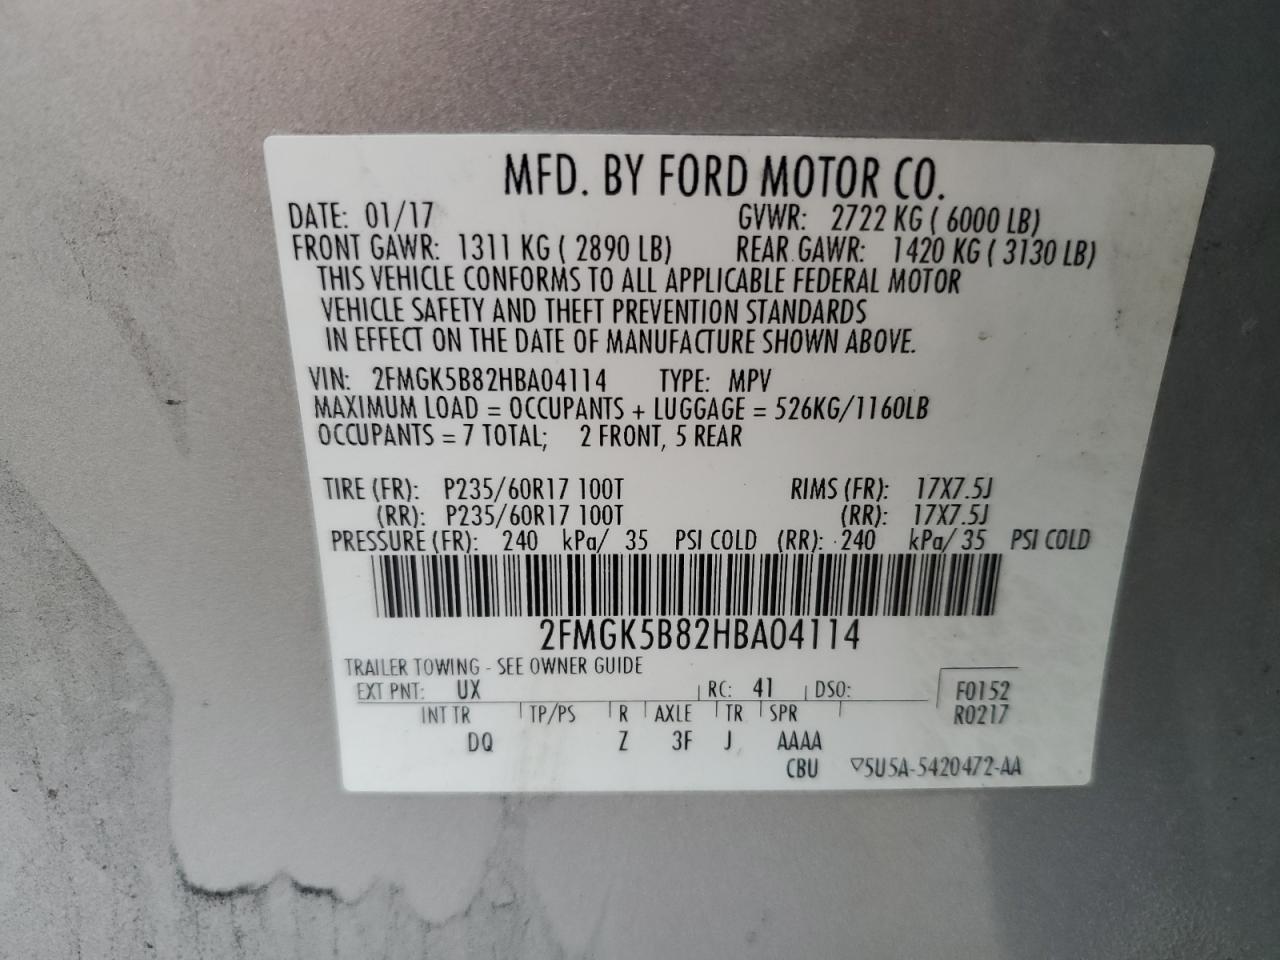 MFD. BY FORD MOTOR CO.
DATE: 01/17 GVWR: 2722 KG ( 6000 LB)
FRONT GAWR: 1311 KG ( 2890 LB) REAR GAWR: 1420 KG ( 3130 LB)
THIS VEHICLE CONFORMS TO ALL APPLICABLE FEDERAL MOTOR
VEHICLE SAFETY AND THEFT PREVENTION STANDARDS
IN EFFECT ON THE DATE OF MANUFACTURE SHOWN ABOVE.
VIN: 2FMGK5B82HBA04114 TYPE: MPV
MAXIMUM LOAD = OCCUPANTS + LUGGAGE = 526KG/1160LB
OCCUPANTS = 7 TOTAL; 2 FRONT, 5 REAR
TIRE (FR): P235/60R17 100T RIMS (FR): 17X7.5J
(RR): P235/60R17 100T (RR): 17X7.5J
PRESSURE (FR): 240 kPa/ 35 PSI COLD (RR): 240 kPa/ 35 PSI COLD
2FMGK5B82HBA04114
TRAILER TOWING - SEE OWNER GUIDE
EXT PNT: UX RC: 41 DSO: F0152
INT TR TP/PS R AXLE TR SPR R0217
DQ Z 3F J AAAA
CBU ▽5U5A-5420472-AA